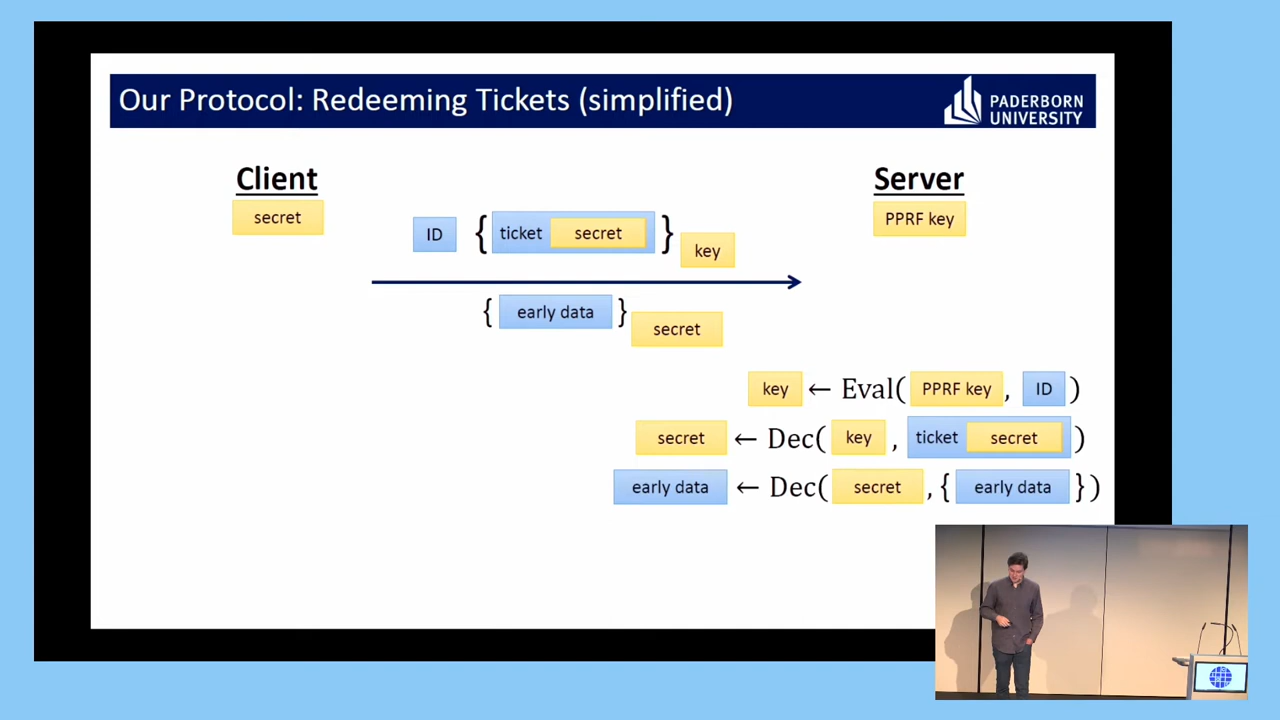 Our Protocol: Redeeming Tickets (simplified)
PADERBORN
UNIVERSITY
Client
Server
secret
PPRF key
ID { ticket secret } key
{ early data } secret
key ← Eval( PPRF key , ID )
secret ← Dec( key , ticket secret )
early data ← Dec( secret , { early data } )